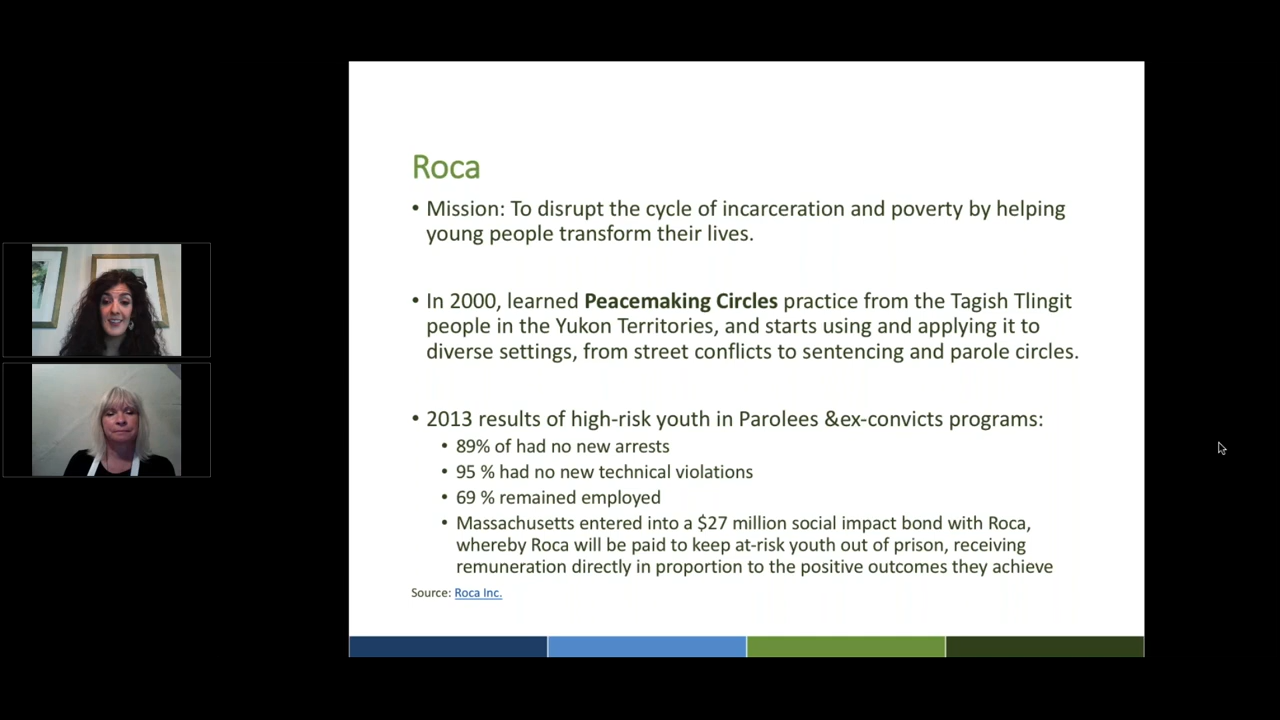 Roca
• Mission: To disrupt the cycle of incarceration and poverty by helping
young people transform their lives.
• In 2000, learned Peacemaking Circles practice from the Tagish Tlingit
people in the Yukon Territories, and starts using and applying it to
diverse settings, from street conflicts to sentencing and parole circles.
• 2013 results of high-risk youth in Parolees &ex-convicts programs:
• 89% of had no new arrests
• 95 % had no new technical violations
• 69 % remained employed
• Massachusetts entered into a $27 million social impact bond with Roca,
whereby Roca will be paid to keep at-risk youth out of prison, receiving
remuneration directly in proportion to the positive outcomes they achieve
Source: Roca Inc.